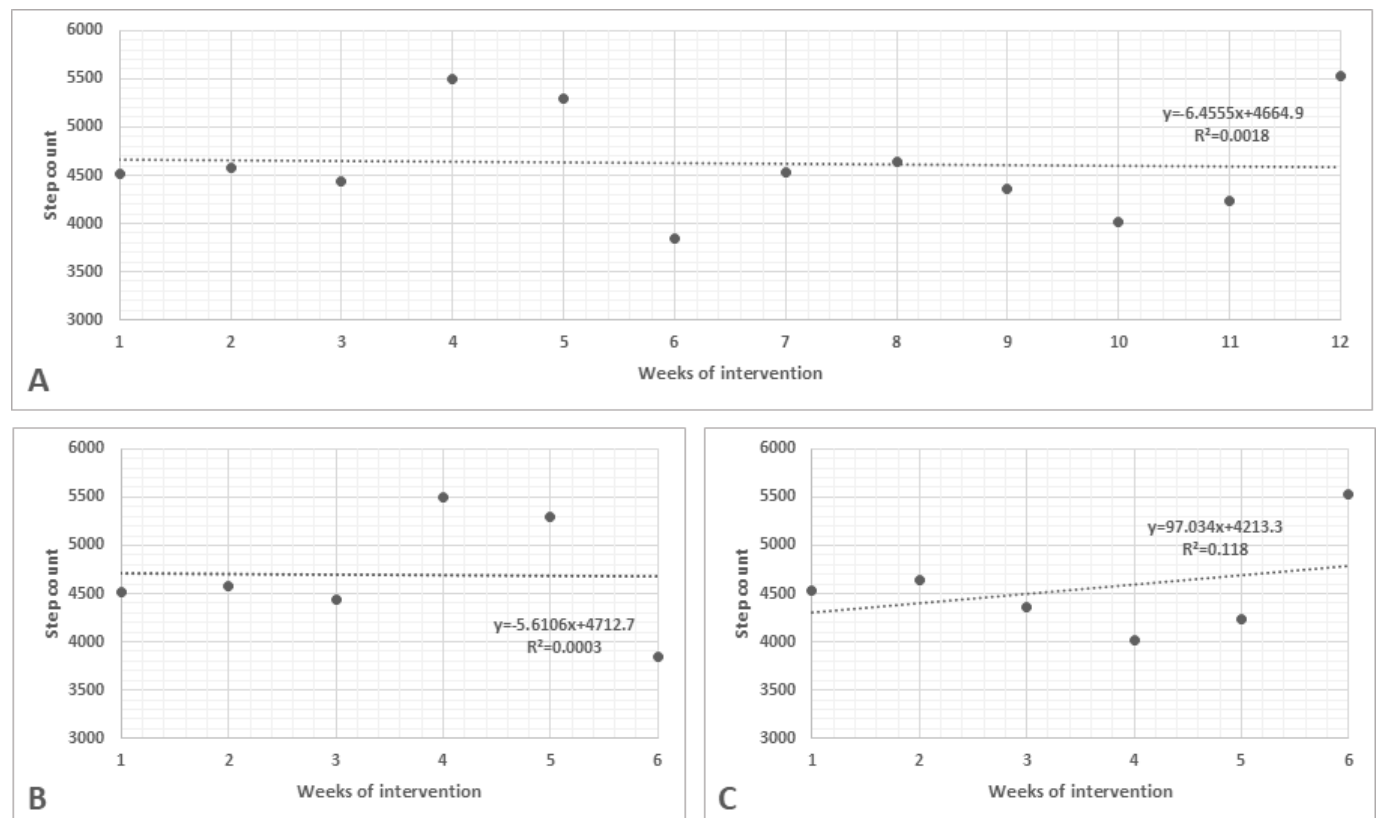 6000
5500
5000
4500
4000
3500
3000
Step count
y=-6.4555x+4664.9
R²=0.0018
1 2 3 4 5 6 7 8 9 10 11 12
Weeks of intervention
A
6000
5500
5000
4500
4000
3500
3000
Step count
y=-5.6106x+4712.7
R²=0.0003
1 2 3 4 5 6
Weeks of intervention
B
6000
5500
5000
4500
4000
3500
3000
Step count
y=97.034x+4213.3
R²=0.118
1 2 3 4 5 6
Weeks of intervention
C